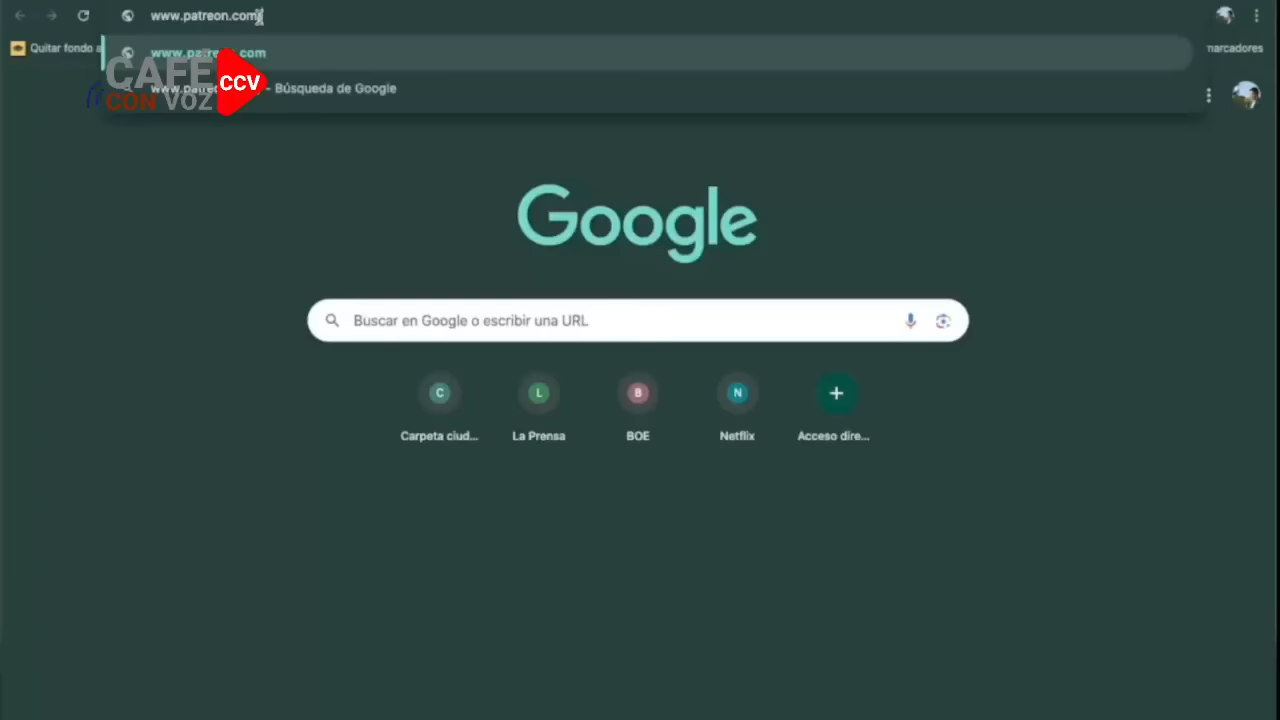 www.patreon.com
Quitar fondo a
marcadores
www.patreon.com
CAFE
CON VOZ
CCV
- Búsqueda de Google
Google
Buscar en Google o escribir una URL
C
L
B
N
+
Carpeta ciud...
La Prensa
BOE
Netflix
Acceso dire...